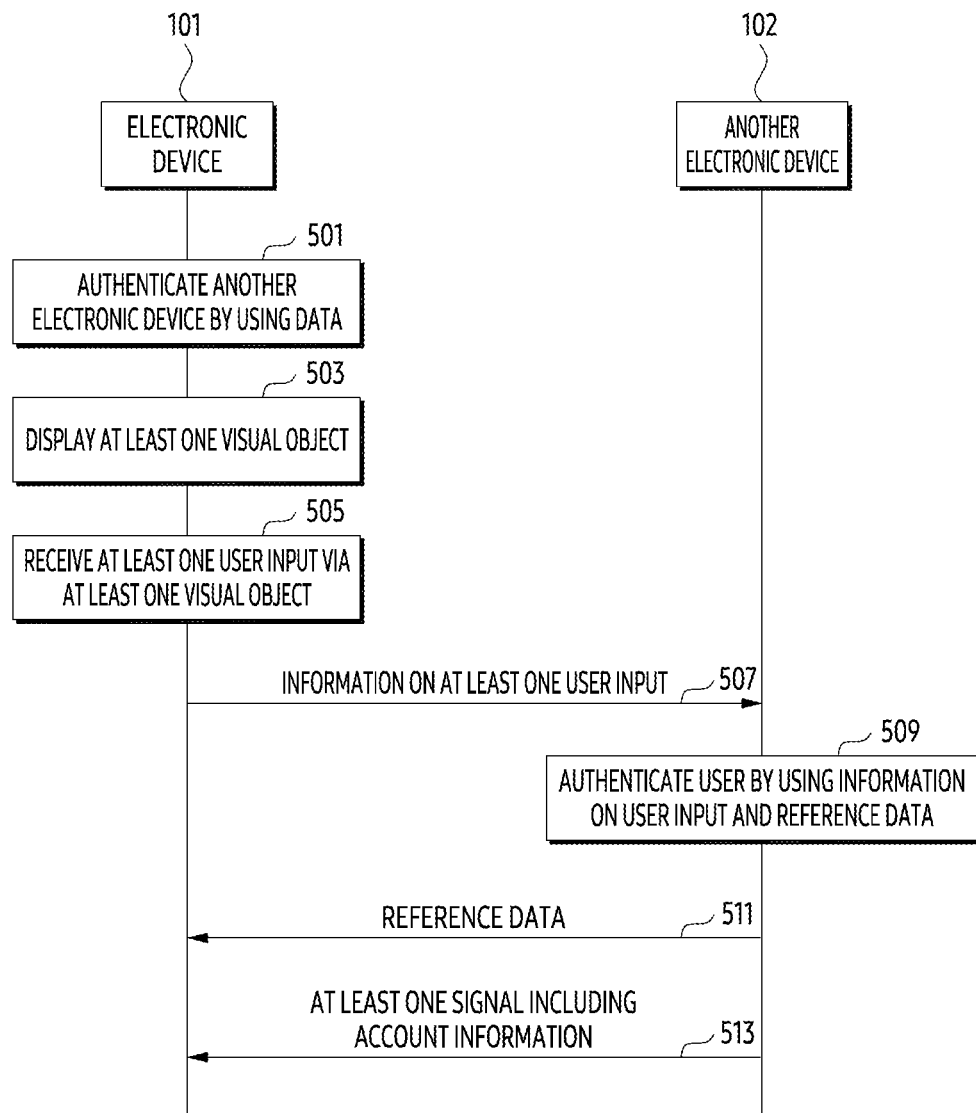 101
102
ELECTRONIC
DEVICE
ANOTHER
ELECTRONIC DEVICE
501
AUTHENTICATE ANOTHER
ELECTRONIC DEVICE BY USING DATA
503
DISPLAY AT LEAST ONE VISUAL OBJECT
505
RECEIVE AT LEAST ONE USER INPUT VIA
AT LEAST ONE VISUAL OBJECT
INFORMATION ON AT LEAST ONE USER INPUT
507
509
AUTHENTICATE USER BY USING INFORMATION
ON USER INPUT AND REFERENCE DATA
REFERENCE DATA
511
AT LEAST ONE SIGNAL INCLUDING
ACCOUNT INFORMATION
513